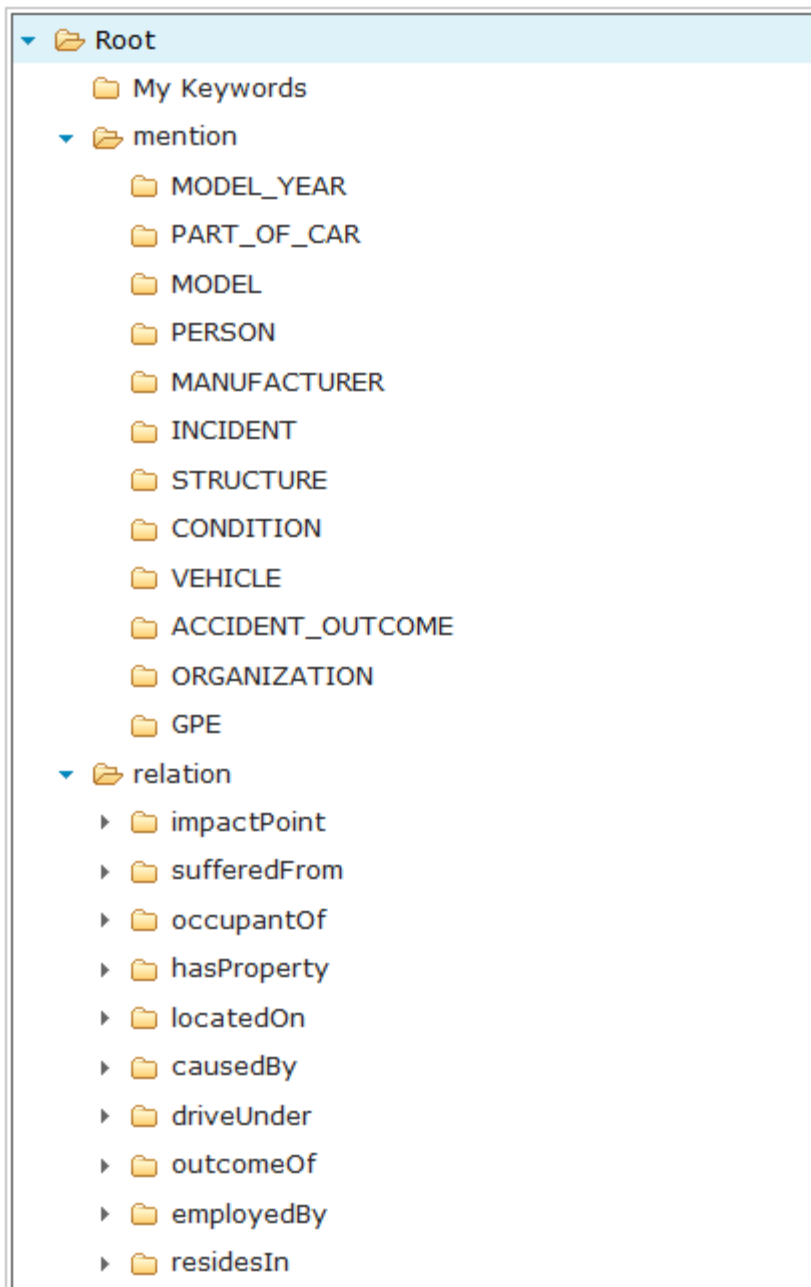 Root
My Keywords
mention
MODEL_YEAR
PART_OF_CAR
MODEL
PERSON
MANUFACTURER
INCIDENT
STRUCTURE
CONDITION
VEHICLE
ACCIDENT_OUTCOME
ORGANIZATION
GPE
relation
impactPoint
sufferedFrom
occupantOf
hasProperty
locatedOn
causedBy
driveUnder
outcomeOf
employedBy
residesIn